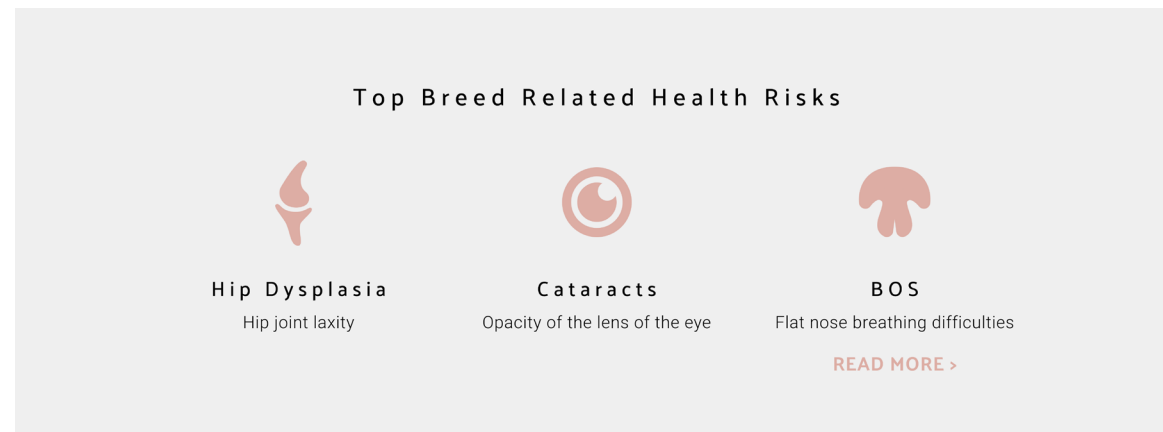 Top Breed Related Health Risks
Hip Dysplasia
Hip joint laxity
Cataracts
Opacity of the lens of the eye
BOS
Flat nose breathing difficulties
READ MORE >